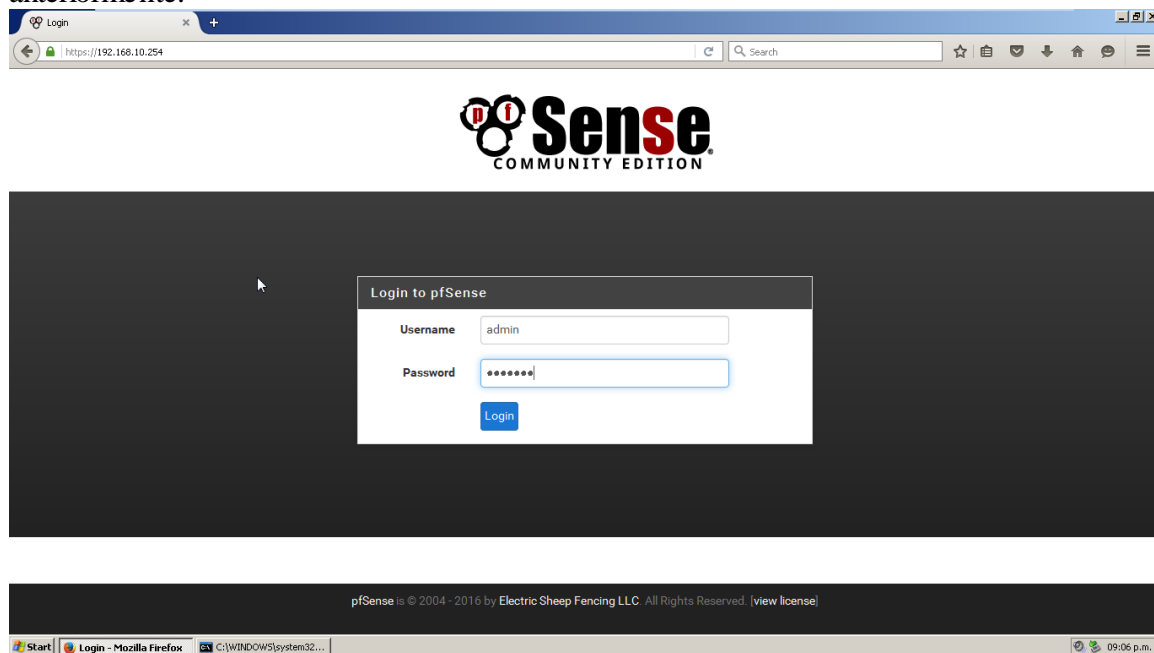 anteriormente.
Login
https://192.168.10.254
Search
pf Sense
COMMUNITY EDITION
Login to pfSense
Username admin
Password
Login
pfSense is © 2004 - 2016 by Electric Sheep Fencing LLC. All Rights Reserved. [view license]
Start Login - Mozilla Firefox C:\WINDOWS\system32... 09:06 p.m.